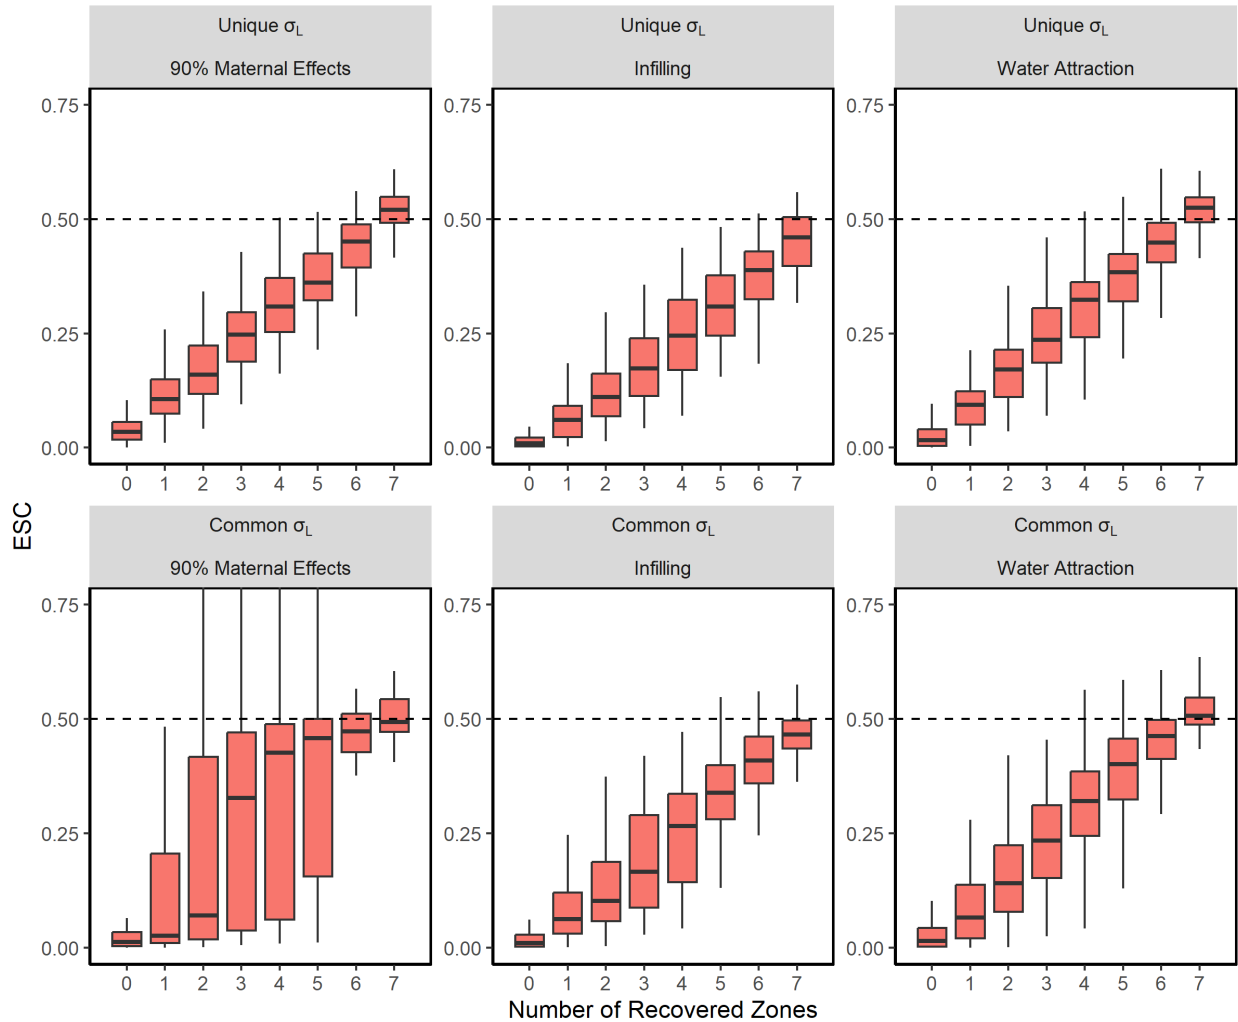 Unique σL
90% Maternal Effects
Unique σL
Infilling
Unique σL
Water Attraction
0.75
0.50
0.25
0.00
0 1 2 3 4 5 6 7
0.75
0.50
0.25
0.00
0 1 2 3 4 5 6 7
0.75
0.50
0.25
0.00
0 1 2 3 4 5 6 7
ESC
Common σL
90% Maternal Effects
Common σL
Infilling
Common σL
Water Attraction
0.75
0.50
0.25
0.00
0 1 2 3 4 5 6 7
0.75
0.50
0.25
0.00
0 1 2 3 4 5 6 7
0.75
0.50
0.25
0.00
0 1 2 3 4 5 6 7
Number of Recovered Zones